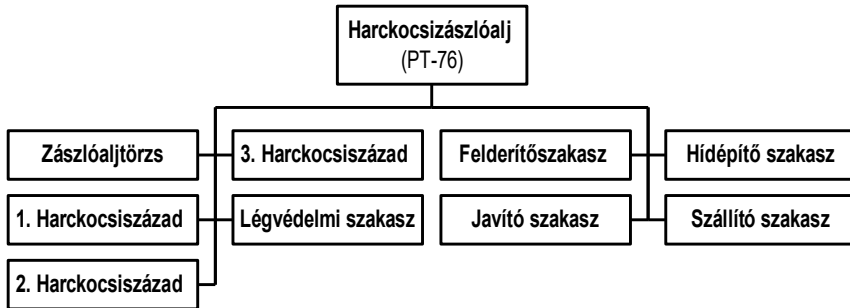 Harckocsizászlóalj
(PT-76)
Zászlóaljtörzs
3. Harckocsiszázad
Felderítőszakasz
Hídépítő szakasz
1. Harckocsiszázad
Légvédelmi szakasz
Javító szakasz
Szállító szakasz
2. Harckocsiszázad